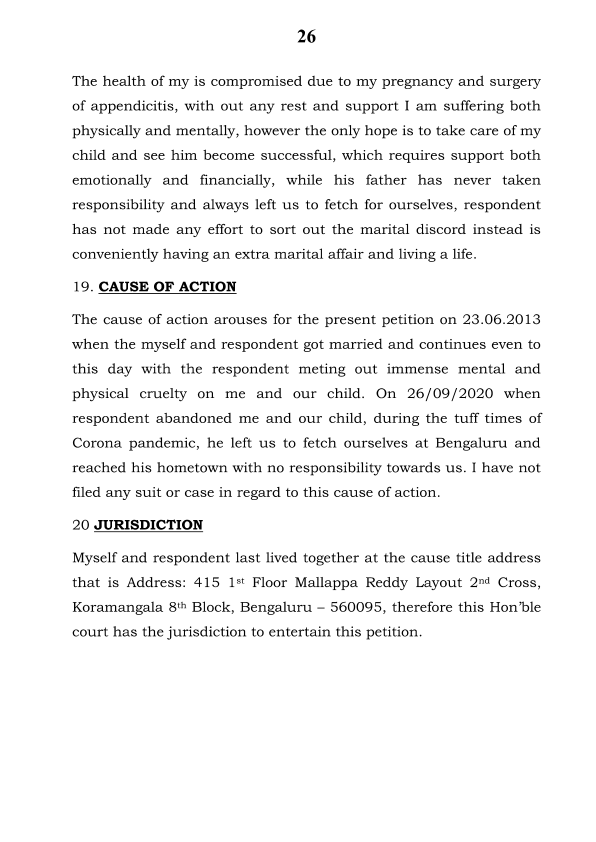 26
The health of my is compromised due to my pregnancy and surgery
of appendicitis, with out any rest and support I am suffering both
physically and mentally, however the only hope is to take care of my
child and see him become successful, which requires support both
emotionally and financially, while his father has never taken
responsibility and always left us to fetch for ourselves, respondent
has not made any effort to sort out the marital discord instead is
conveniently having an extra marital affair and living a life.
19. CAUSE OF ACTION
The cause of action arouses for the present petition on 23.06.2013
when the myself and respondent got married and continues even to
this day with the respondent meting out immense mental and
physical cruelty on me and our child. On 26/09/2020 when
respondent abandoned me and our child, during the tuff times of
Corona pandemic, he left us to fetch ourselves at Bengaluru and
reached his hometown with no responsibility towards us. I have not
filed any suit or case in regard to this cause of action.
20 JURISDICTION
Myself and respondent last lived together at the cause title address
that is Address: 415 1st Floor Mallappa Reddy Layout 2nd Cross,
Koramangala 8th Block, Bengaluru – 560095, therefore this Hon’ble
court has the jurisdiction to entertain this petition.